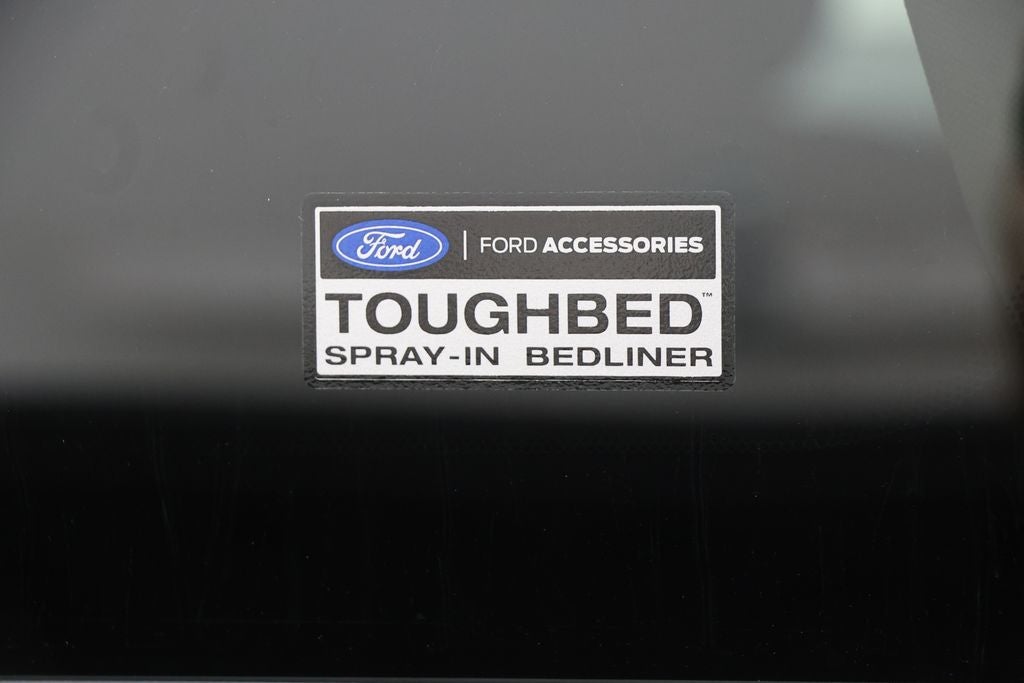 Ford | FORD ACCESSORIES
TOUGHBED™
SPRAY-IN BEDLINER